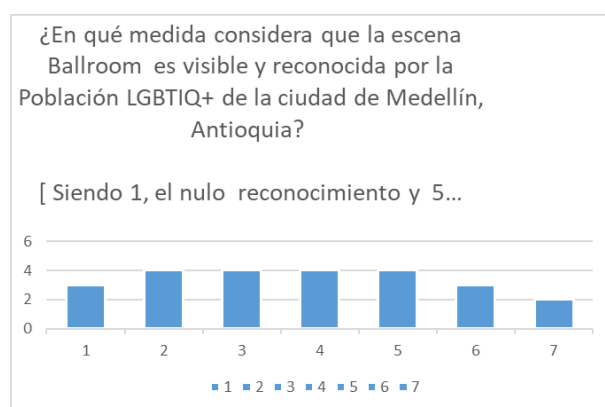 ¿En qué medida considera que la escena
Ballroom es visible y reconocida por la
Población LGBTIQ+ de la ciudad de Medellín,
Antioquia?
[ Siendo 1, el nulo reconocimiento y 5...
6
4
2
0
1 2 3 4 5 6 7
1 2 3 4 5 6 7